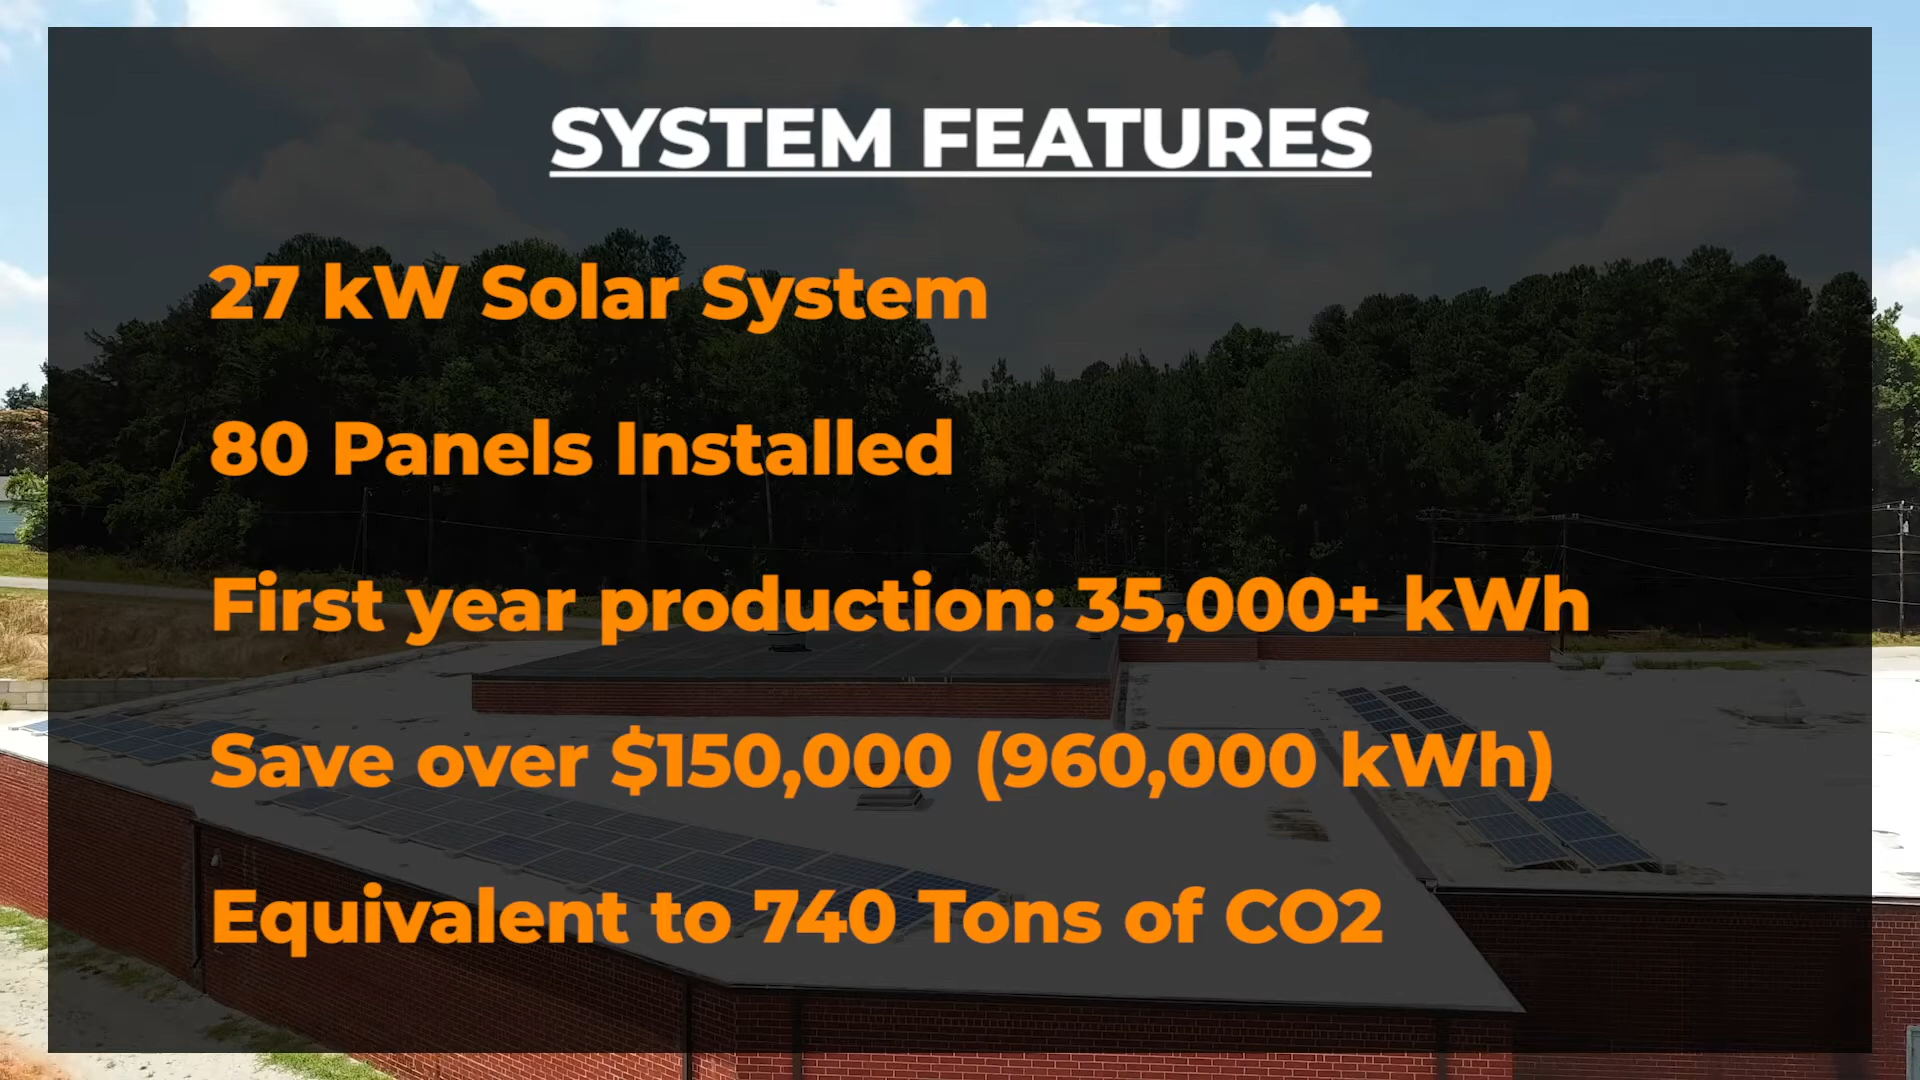 SYSTEM FEATURES
27 kW Solar System
80 Panels Installed
First year production: 35,000+ kWh
Save over $150,000 (960,000 kWh)
Equivalent to 740 Tons of CO2